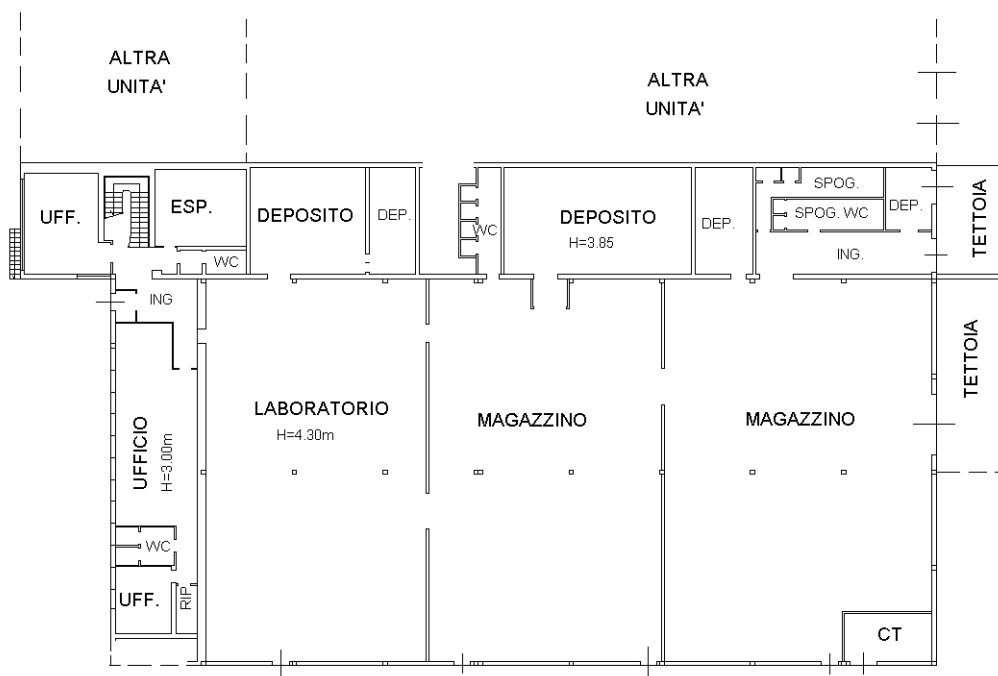 ALTRA
UNITA'
ALTRA
UNITA'
UFF.
ESP.
WC
DEPOSITO
DEP.
WC
DEPOSITO
H=3.85
DEP.
SPOG.
SPOG. WC
DEP.
ING.
TETTOIA
ING
UFFICIO
H=3.00m
LABORATORIO
H=4.30m
MAGAZZINO
MAGAZZINO
TETTOIA
WC
UFF.
RIP
CT